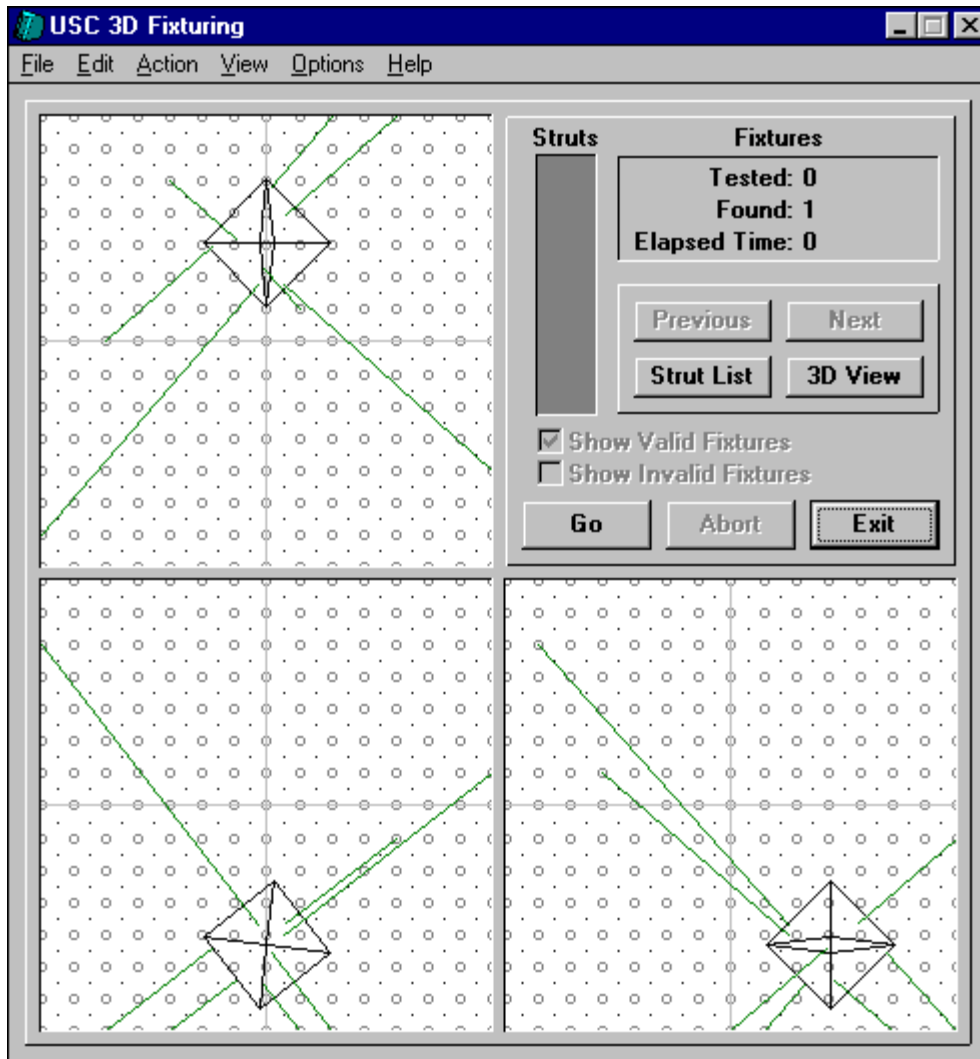 USC 3D Fixturing
File Edit Action View Options Help
Struts
Fixtures
Tested: 0
Found: 1
Elapsed Time: 0
Previous Next
Strut List 3D View
Show Valid Fixtures
Show Invalid Fixtures
Go Abort Exit